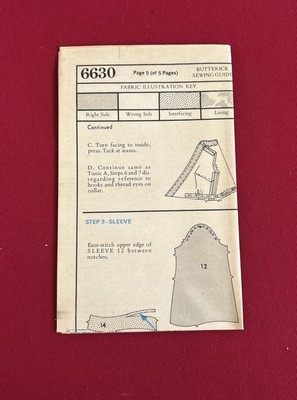 6630
Page 5 (of 5 Pages)
BUTTERICK
SEWING GUIDE
FABRIC ILLUSTRATION KEY
Right Side
Wrong Side
Interfacing
Lining
Continued
C. Turn facing to inside;
press. Tack at seams.
D. Continue same as
Tunic A, Steps 6 and 7 dis-
regarding reference to
hooks and thread eyes on
collar.
STEP 3 - SLEEVE
Ease-stitch upper edge of
SLEEVE 12 between
notches.
12
14